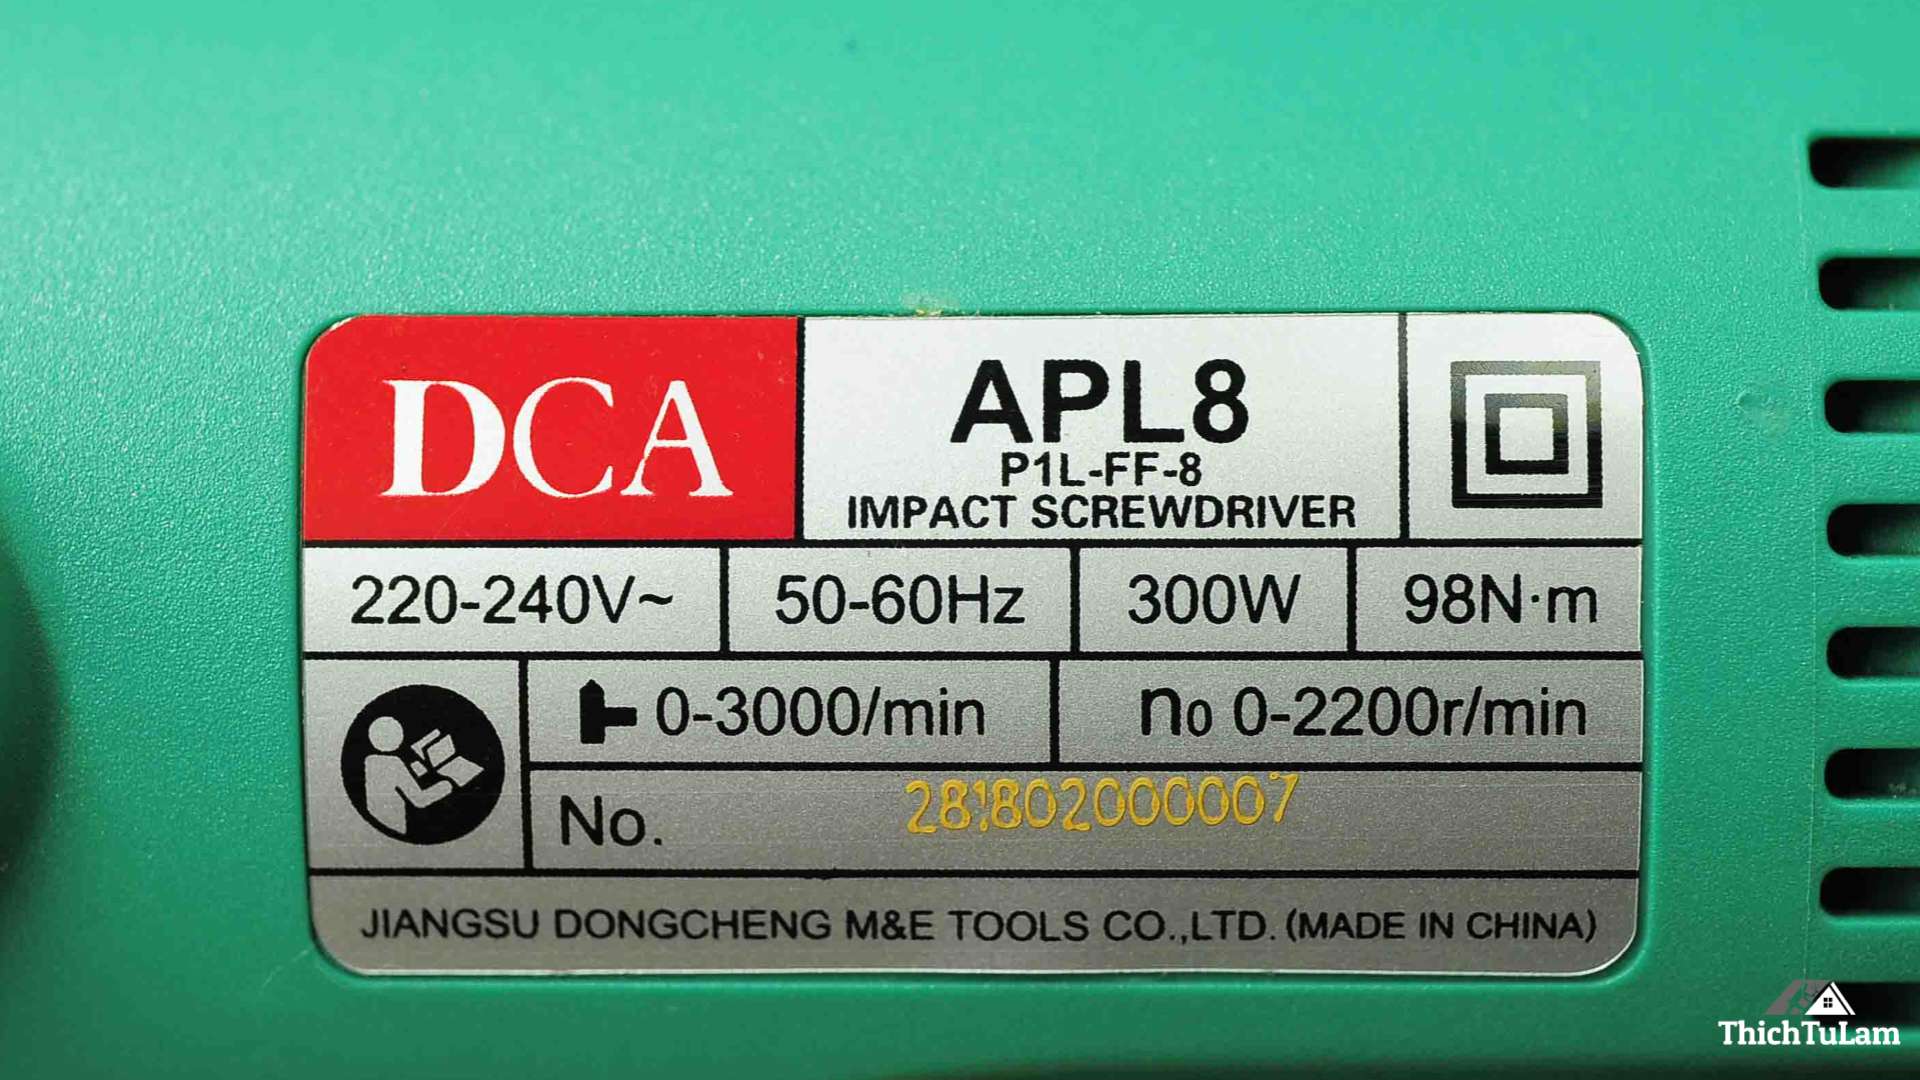 DCA
APL8
P1L-FF-8
IMPACT SCREWDRIVER
220-240V~
50-60Hz
300W
98N·m
0-3000/min
n0 0-2200r/min
No. 281802000007
JIANGSU DONGCHENG M&E TOOLS CO.,LTD. (MADE IN CHINA)
ThichTuLam